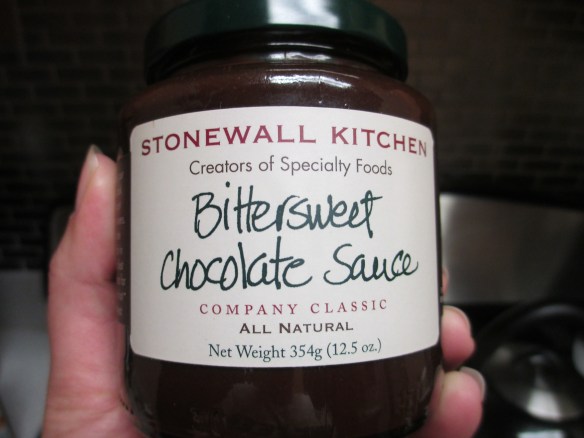 STONEWALL KITCHEN
Creators of Specialty Foods
Bittersweet
Chocolate Sauce
COMPANY CLASSIC
ALL NATURAL
Net Weight 354g (12.5 oz.)